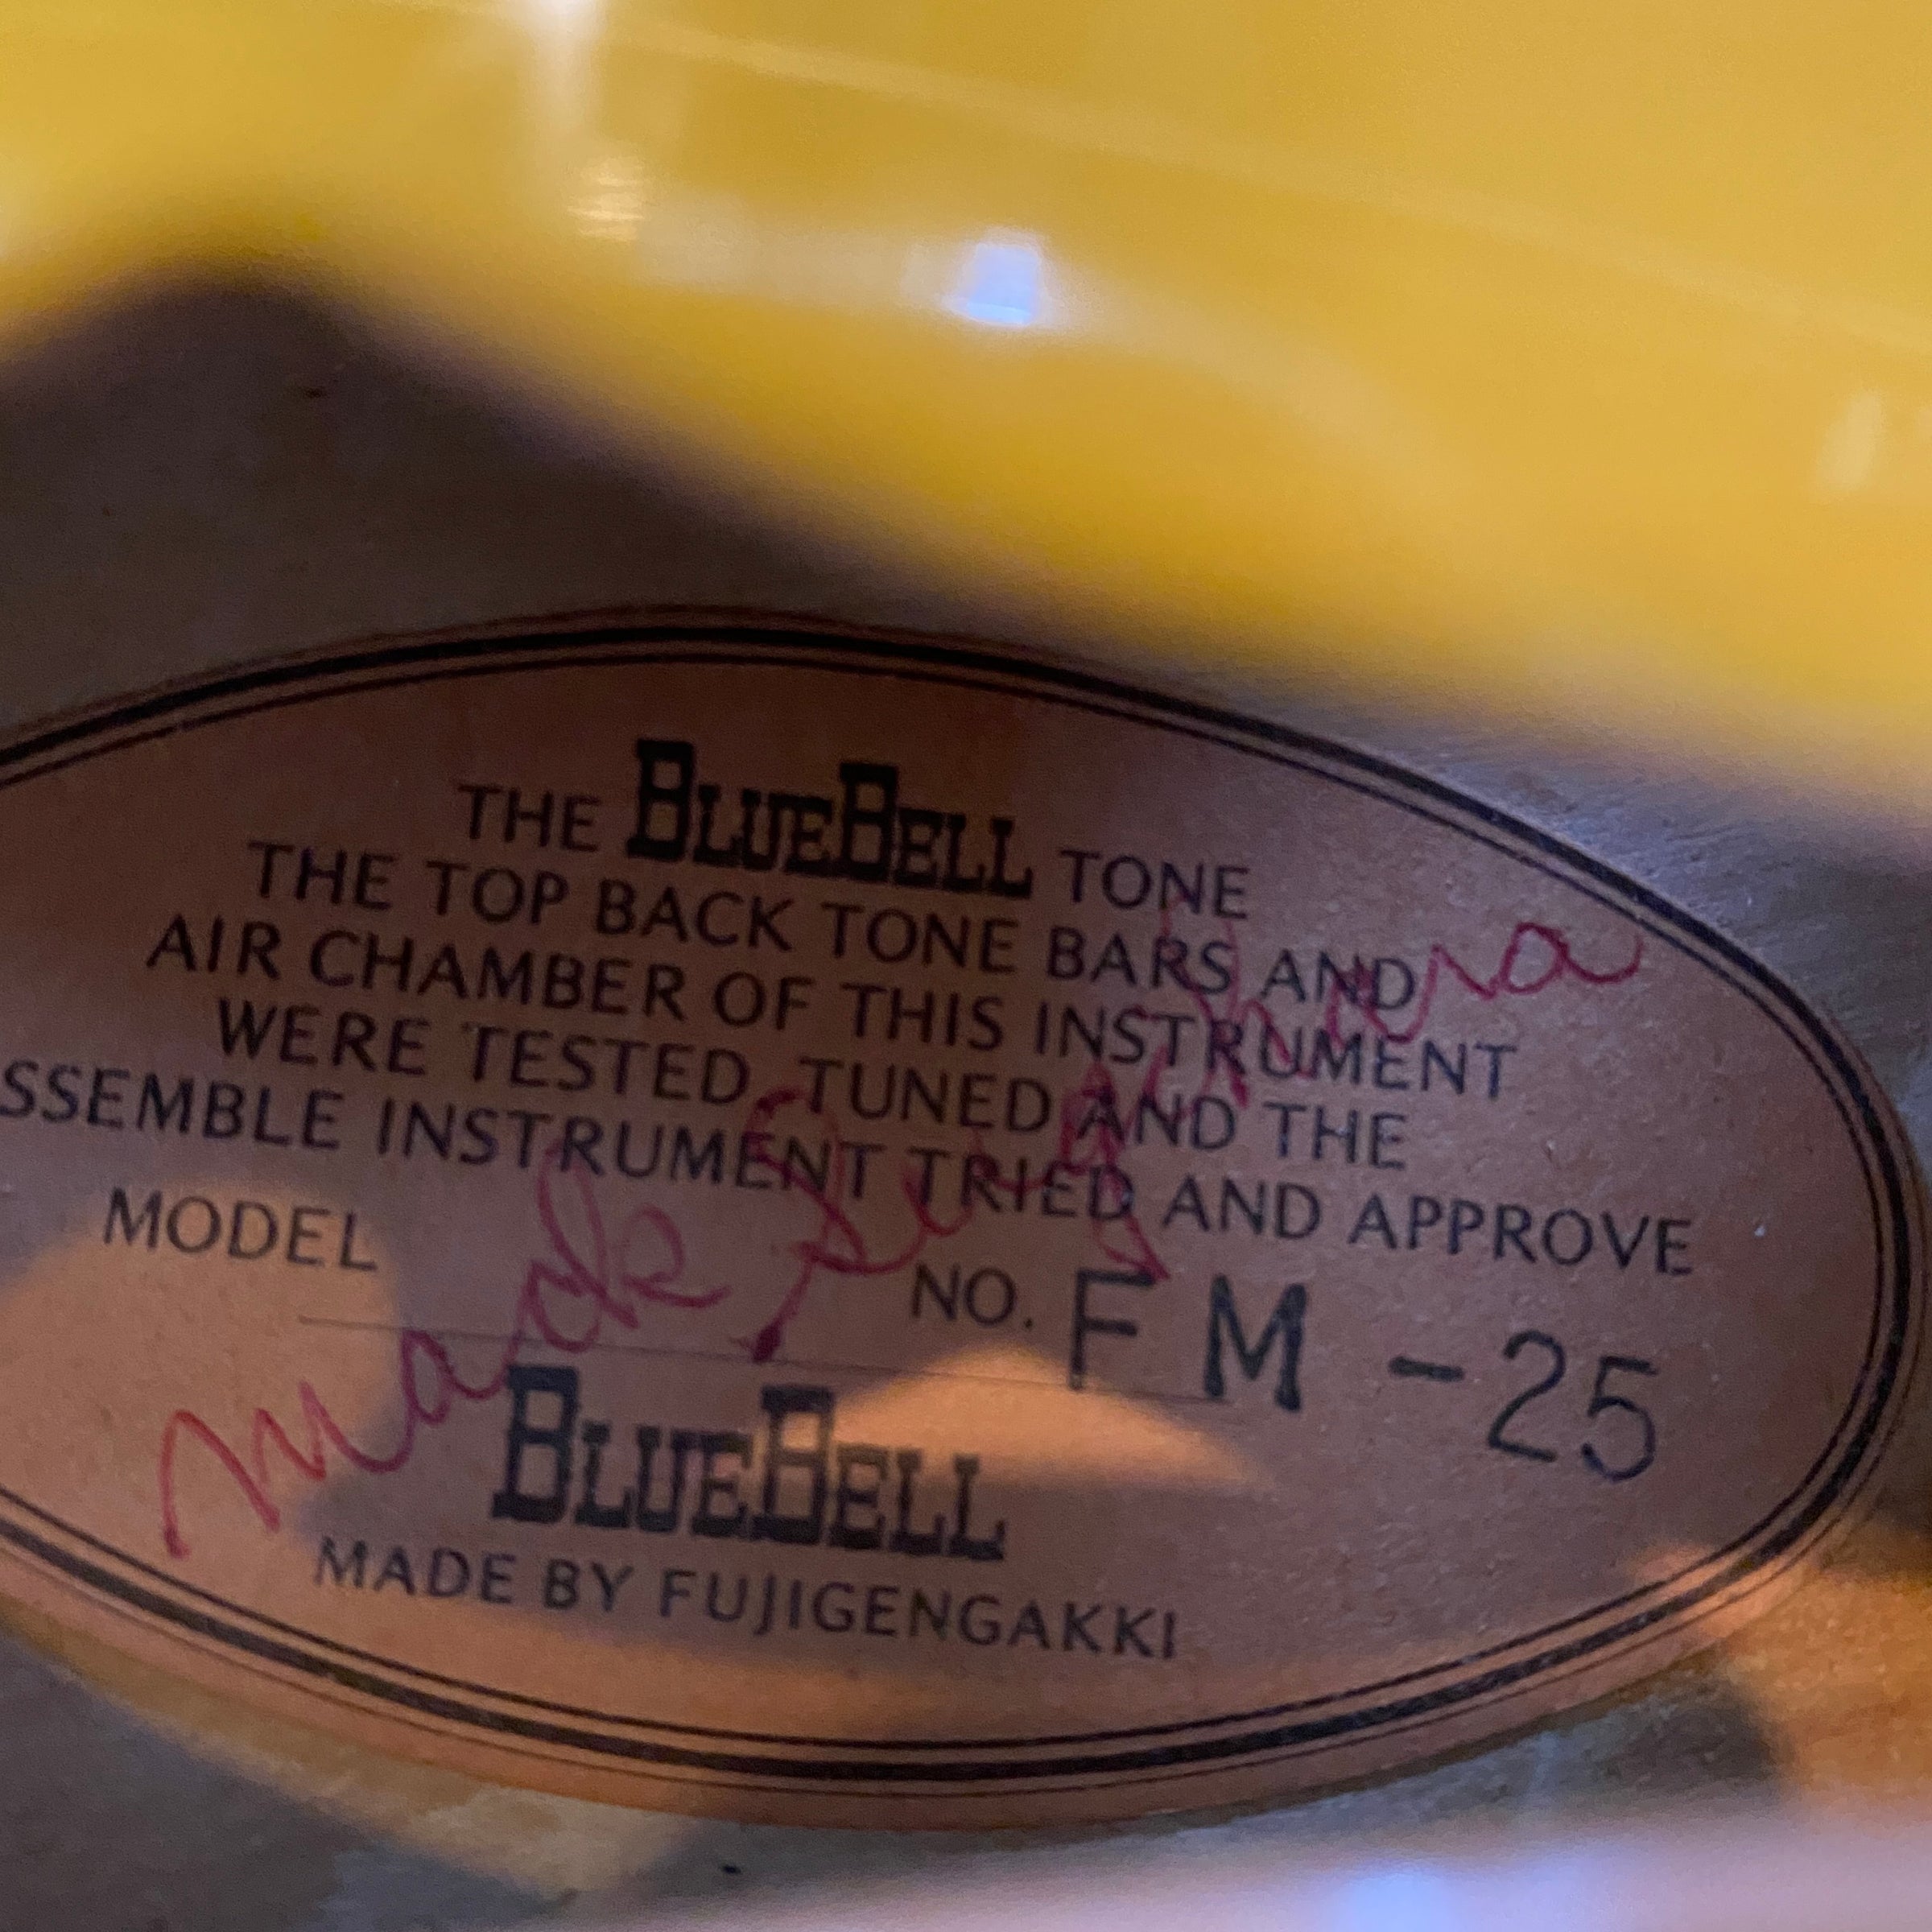 THE BLUEBELL TONE
THE TOP BACK TONE BARS AND
AIR CHAMBER OF THIS INSTRUMENT
WERE TESTED, TUNED AND THE
SSEMBLE INSTRUMENT TRIED AND APPROVE
MODEL NO. FM-25
BLUEBELL
MADE BY FUJIGENGAKKI